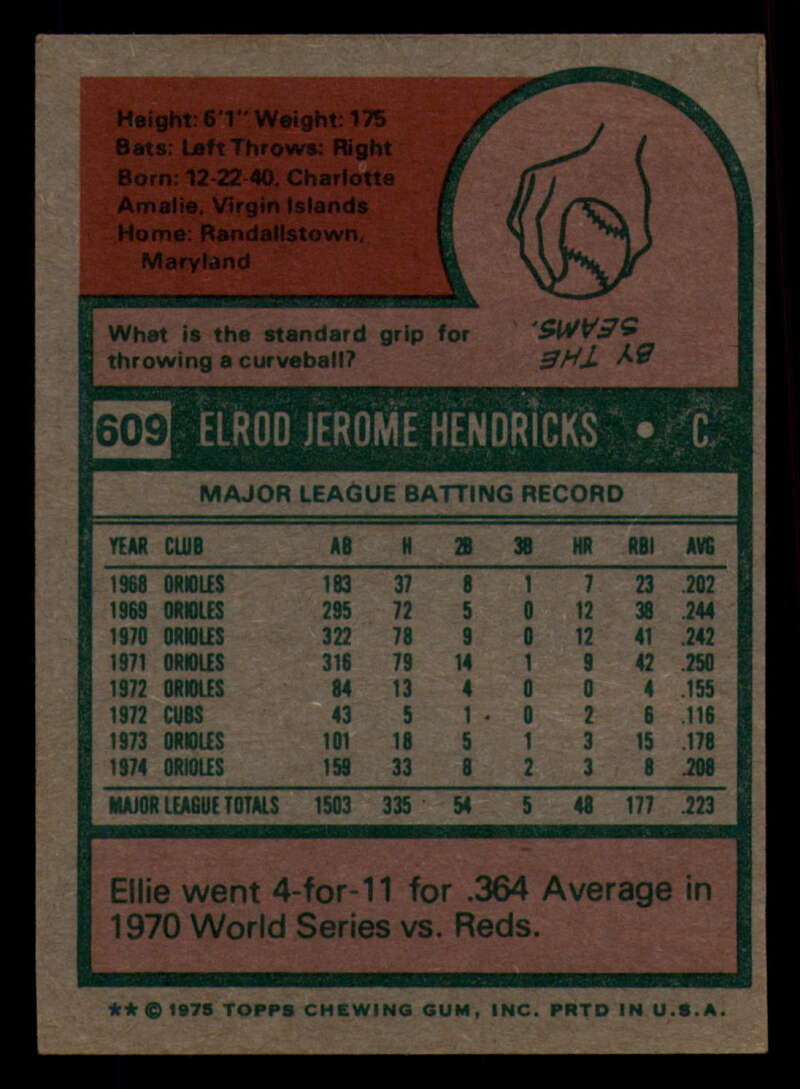 Height: 6'1" Weight: 175
Bats: Left Throws: Right
Born: 12-22-40, Charlotte
Amalie, Virgin Islands
Home: Randallstown,
Maryland
What is the standard grip for
throwing a curveball?
BY THE
SEAMS.
609 ELROD JEROME HENDRICKS • C.
MAJOR LEAGUE BATTING RECORD
YEAR CLUB AB H 2B 3B HR RBI AVG
1968 ORIOLES 183 37 8 1 7 23 .202
1969 ORIOLES 295 72 5 0 12 38 .244
1970 ORIOLES 322 78 9 0 12 41 .242
1971 ORIOLES 316 79 14 1 9 42 .250
1972 ORIOLES 84 13 4 0 0 4 .155
1972 CUBS 43 5 1 0 2 6 .116
1973 ORIOLES 101 18 5 1 3 15 .178
1974 ORIOLES 159 33 8 2 3 8 .208
MAJOR LEAGUE TOTALS 1503 335 54 5 48 177 .223
Ellie went 4-for-11 for .364 Average in
1970 World Series vs. Reds.
** © 1975 TOPPS CHEWING GUM, INC. PRTD IN U.S.A.